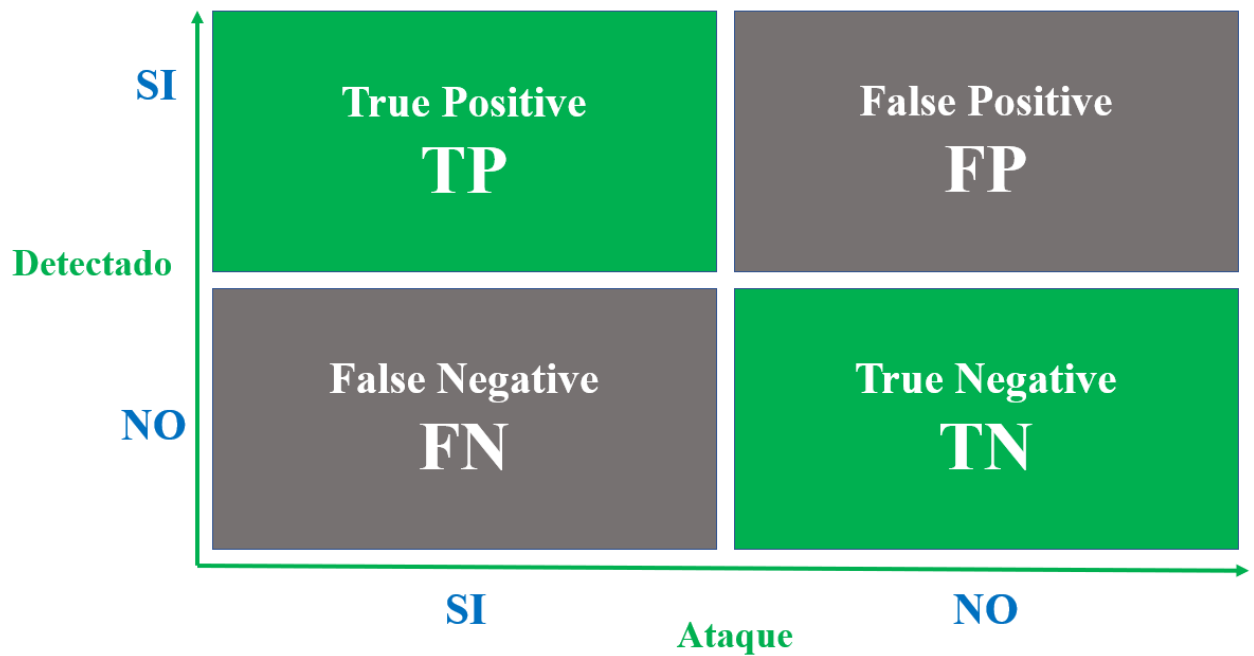 SI
True Positive
TP
False Positive
FP
Detectado
NO
False Negative
FN
True Negative
TN
SI
NO
Ataque